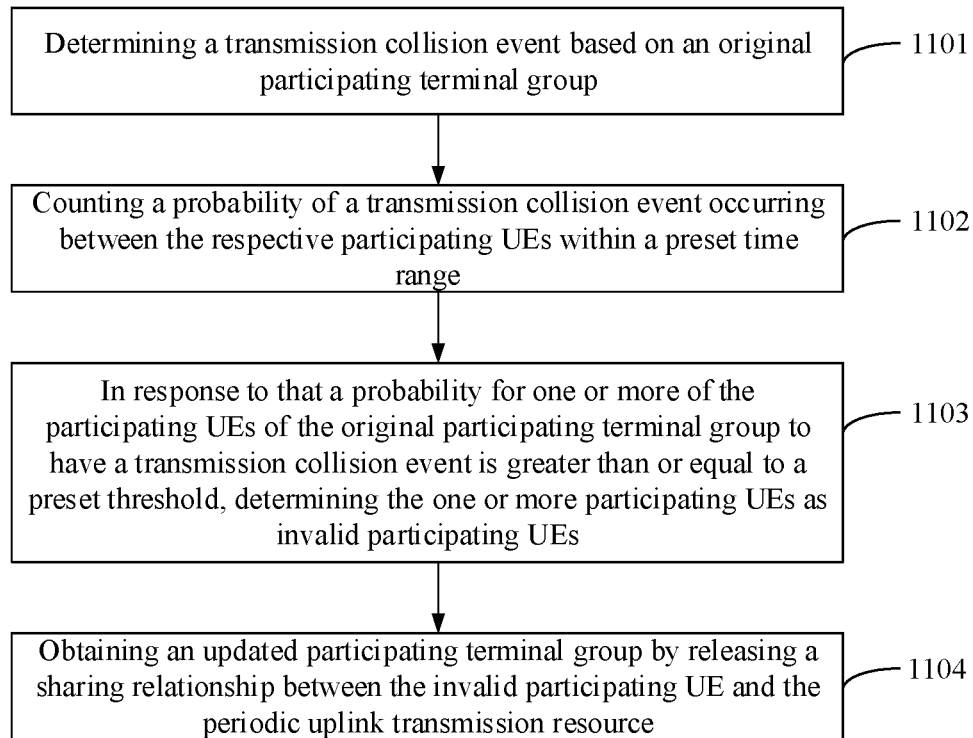 Determining a transmission collision event based on an original
participating terminal group
1101
Counting a probability of a transmission collision event occurring
between the respective participating UEs within a preset time
range
1102
In response to that a probability for one or more of the
participating UEs of the original participating terminal group to
have a transmission collision event is greater than or equal to a
preset threshold, determining the one or more participating UEs as
invalid participating UEs
1103
Obtaining an updated participating terminal group by releasing a
sharing relationship between the invalid participating UE and the
periodic uplink transmission resource
1104